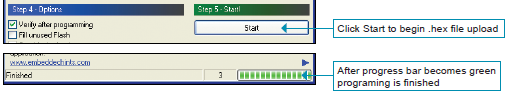 Step 4 - Options
Step 5 - Start!
Verify after programming
Fill unused Flash
Start
Click Start to begin .hex file upload
www.embeddedhints.com
Finished
3
After progress bar becomes green
programing is finished